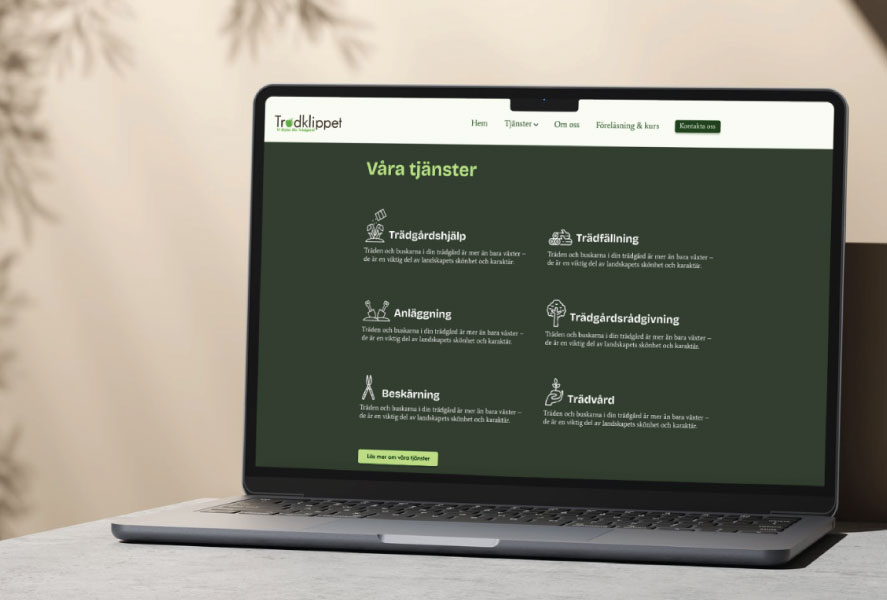 Trädklippet
Hem
Tjänster
Om oss
Föreläsning & kurs
Kontakta oss
Våra tjänster
Trädgårdshjälp
Träden och buskarna i din trädgård är mer än bara växter –
de är en viktig del av landskapets skönhet och karaktär.
Trädfällning
Träden och buskarna i din trädgård är mer än bara växter –
de är en viktig del av landskapets skönhet och karaktär.
Anläggning
Träden och buskarna i din trädgård är mer än bara växter –
de är en viktig del av landskapets skönhet och karaktär.
Trädgårdsrådgivning
Träden och buskarna i din trädgård är mer än bara växter –
de är en viktig del av landskapets skönhet och karaktär.
Beskärning
Träden och buskarna i din trädgård är mer än bara växter –
de är en viktig del av landskapets skönhet och karaktär.
Trädvård
Träden och buskarna i din trädgård är mer än bara växter –
de är en viktig del av landskapets skönhet och karaktär.
Läs mer om våra tjänster